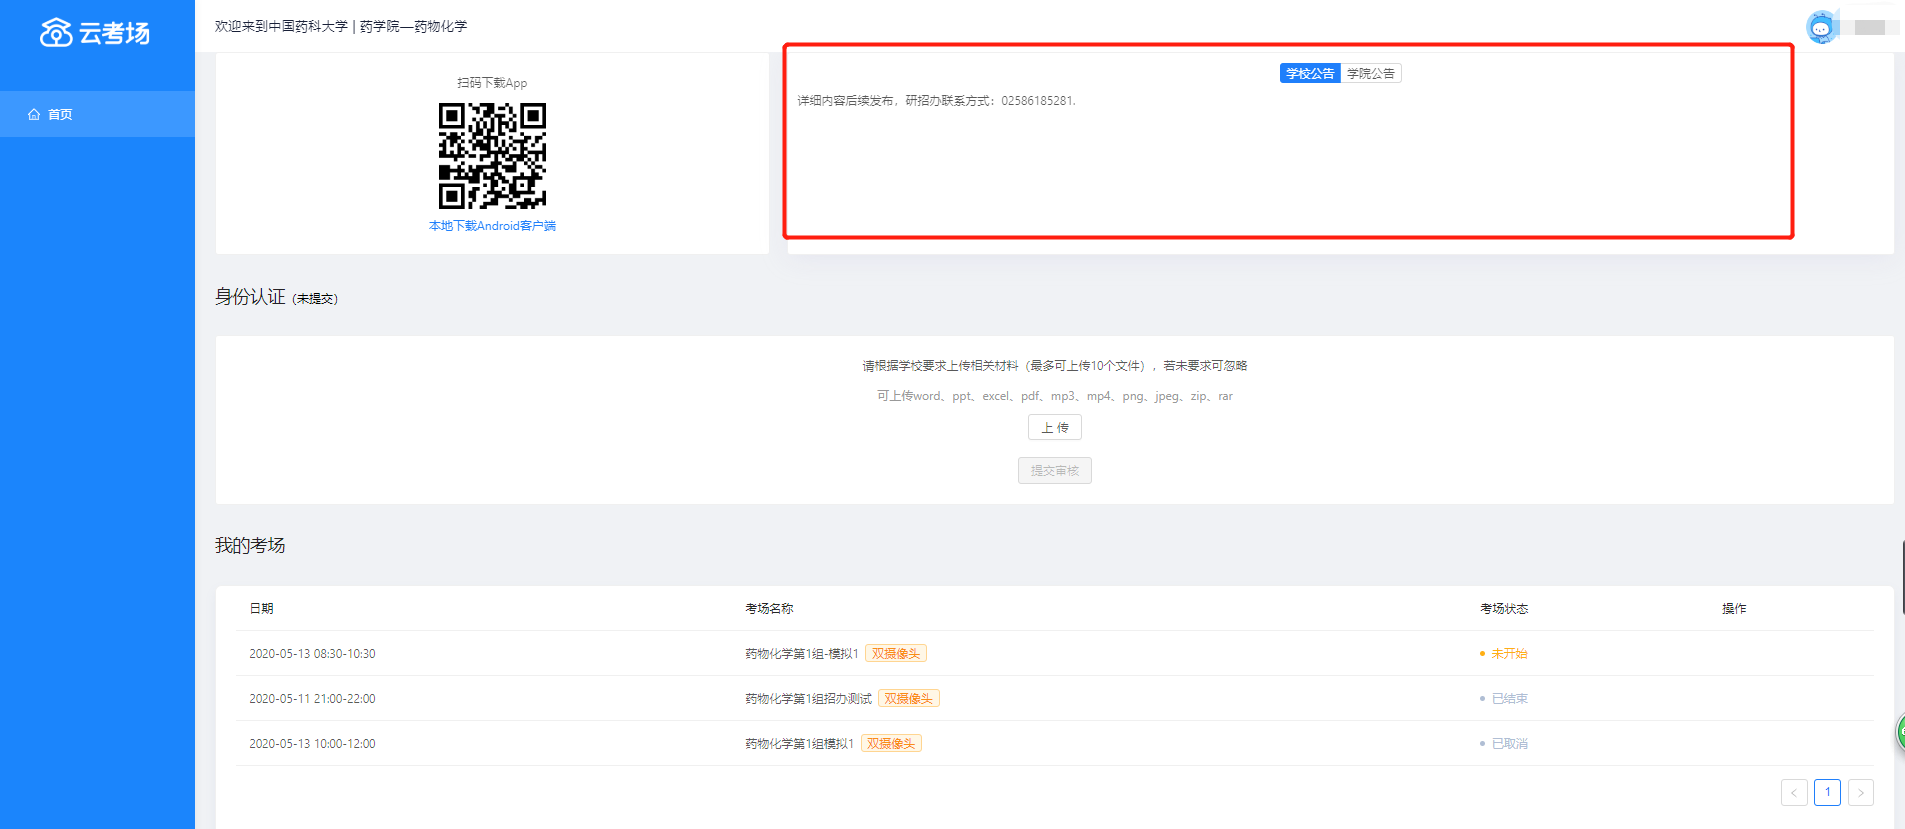 云考场
欢迎来到中国药科大学 | 药学院—药物化学
首页
扫码下载App
本地下载Android客户端
学校公告 学院公告
详细内容后续发布，研招办联系方式：02586185281.
身份认证 (未提交)
请根据学校要求上传相关材料（最多可上传10个文件），若未要求可忽略
可上传word、ppt、excel、pdf、mp3、mp4、png、jpeg、zip、rar
上 传
提交审核
我的考场
日期 考场名称 考场状态 操作
2020-05-13 08:30-10:30 药物化学第1组-模拟1 双摄像头 未开始
2020-05-11 21:00-22:00 药物化学第1组招办测试 双摄像头 已结束
2020-05-13 10:00-12:00 药物化学第1组模拟1 双摄像头 已取消
< 1 >